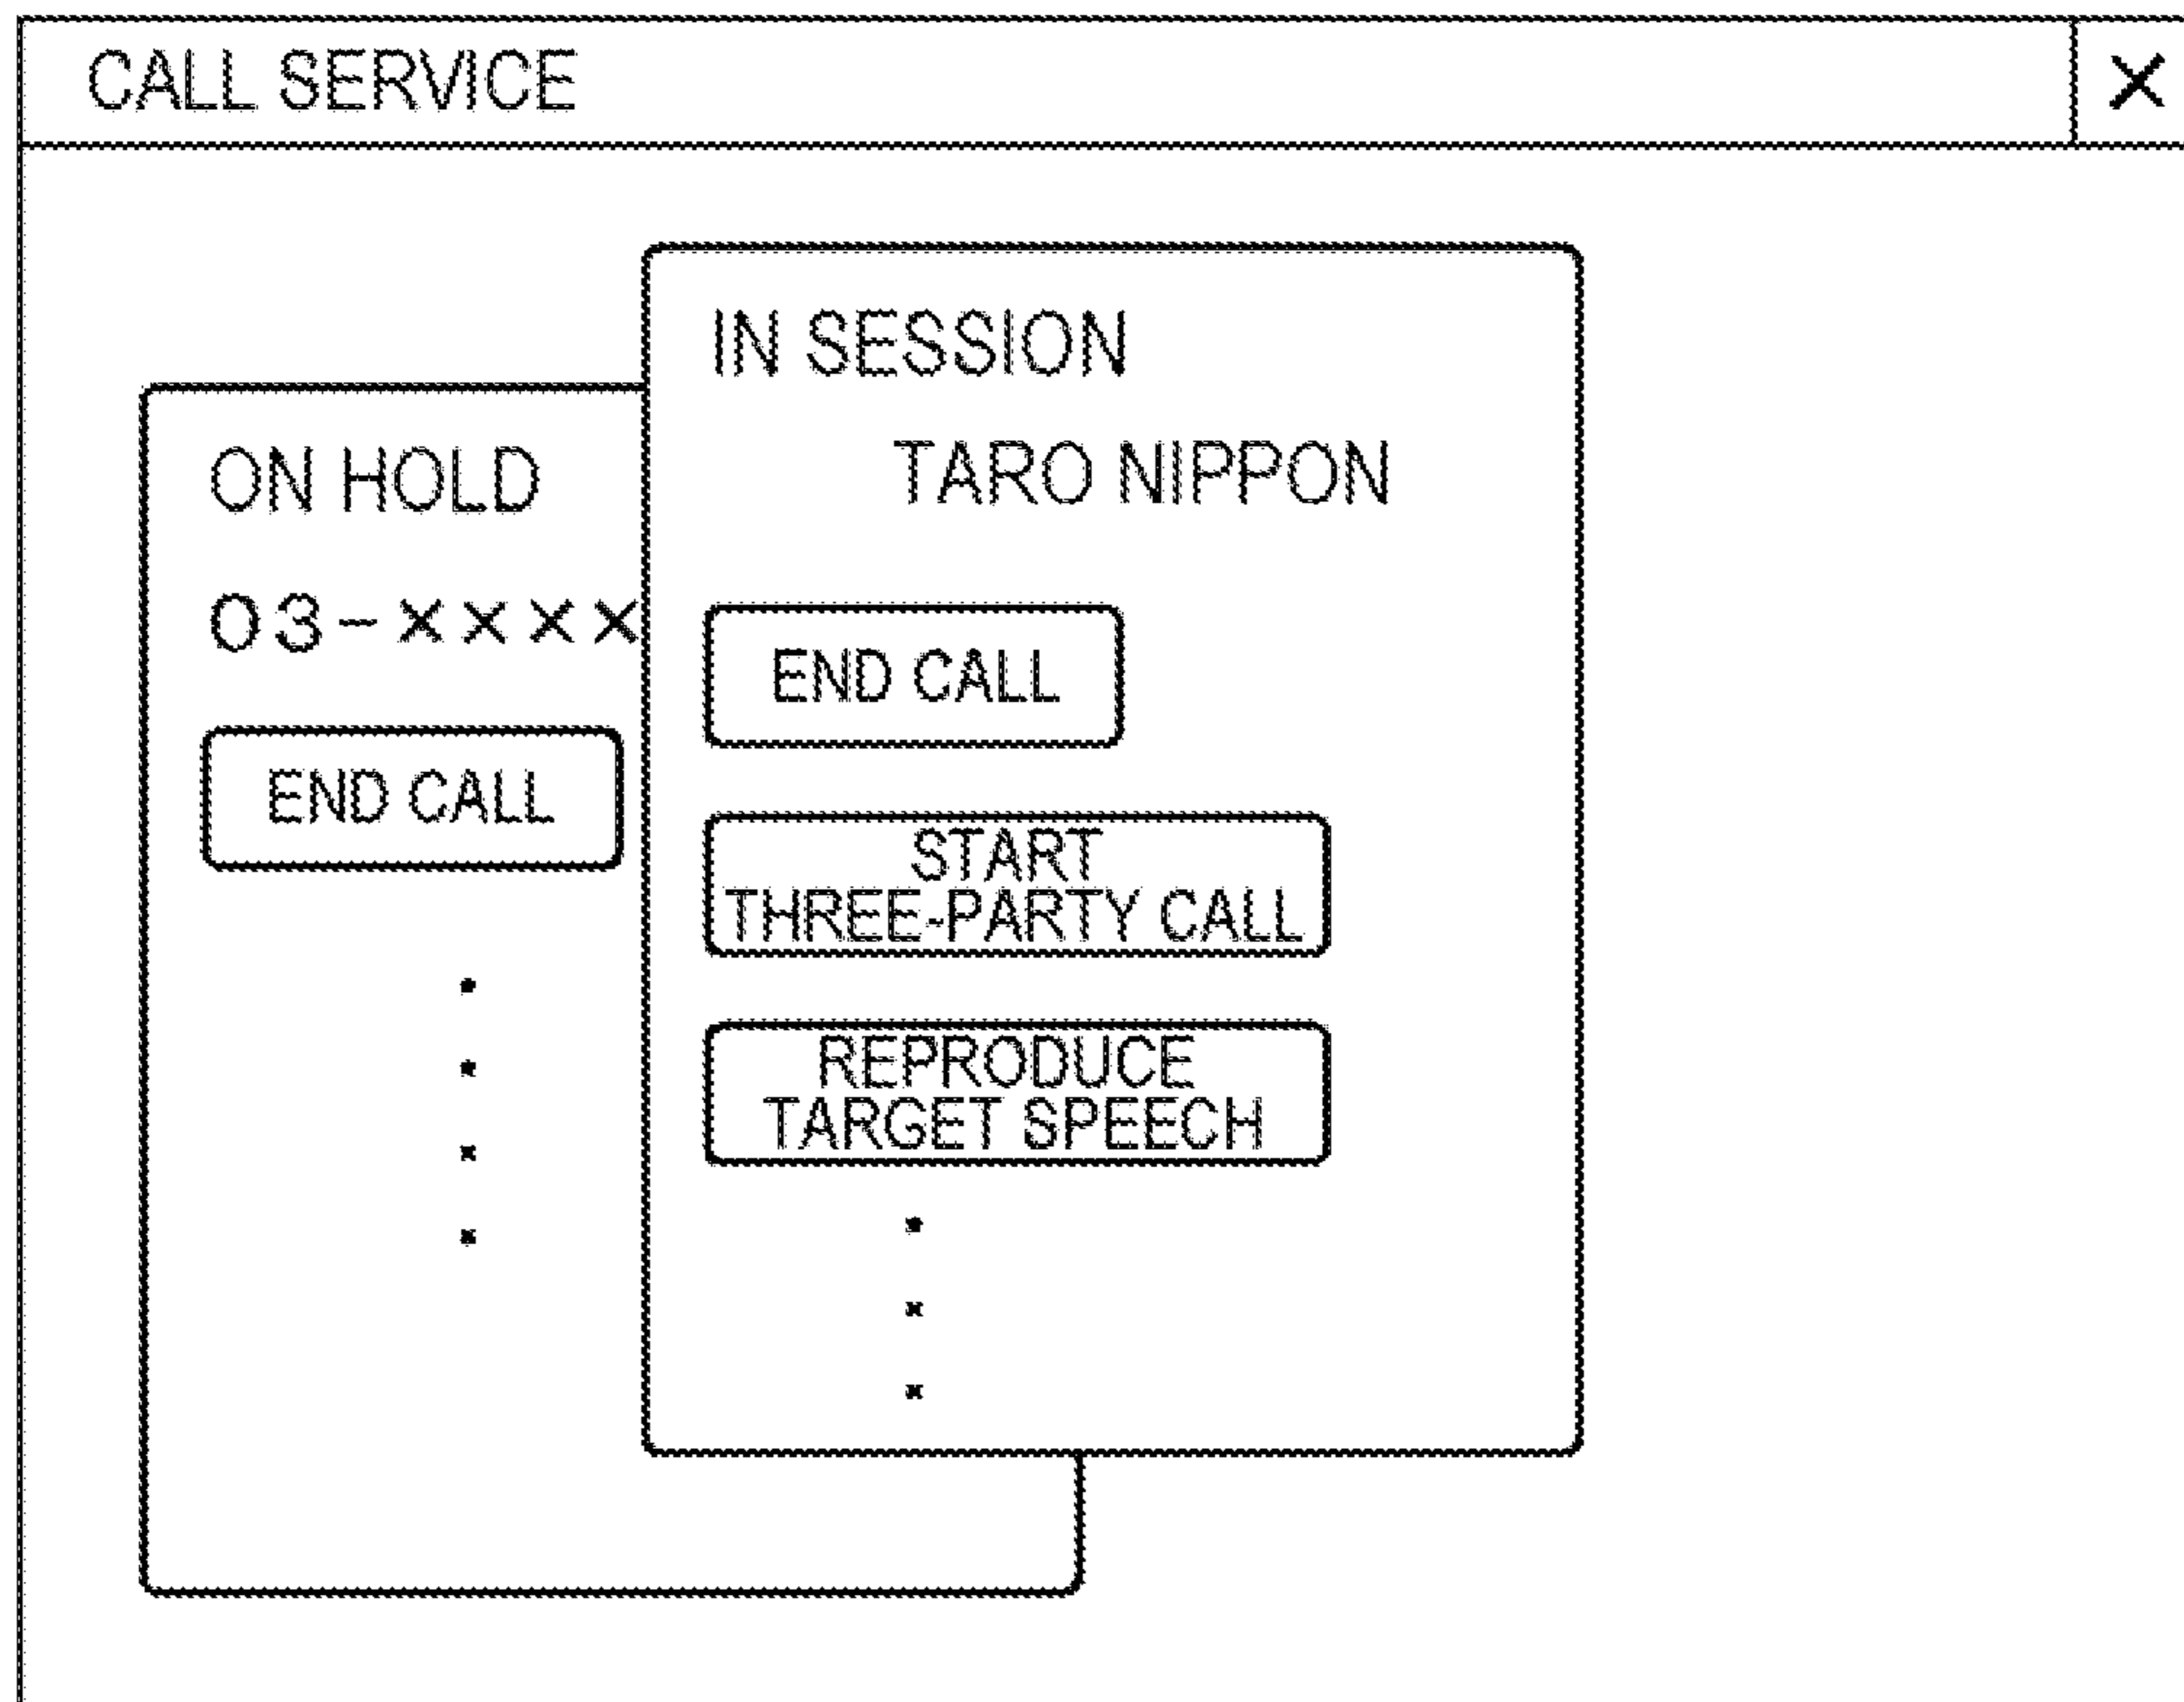 CALL SERVICE ×
ON HOLD
03-××××
END CALL
IN SESSION
TARO NIPPON
END CALL
START
THREE-PARTY CALL
REPRODUCE
TARGET SPEECH